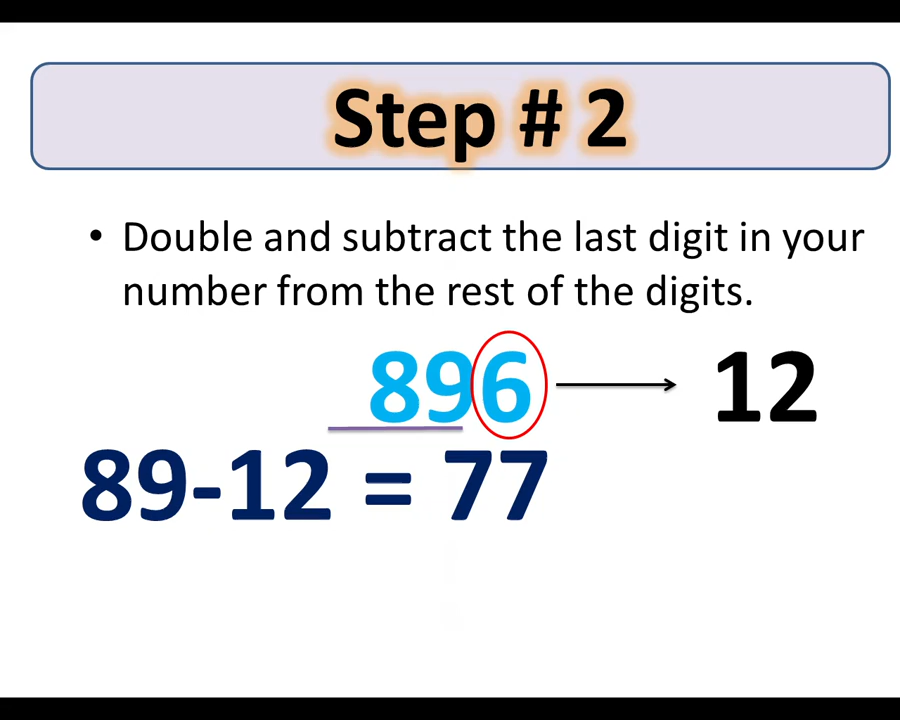 Step # 2
• Double and subtract the last digit in your
number from the rest of the digits.
896 → 12
89-12 = 77